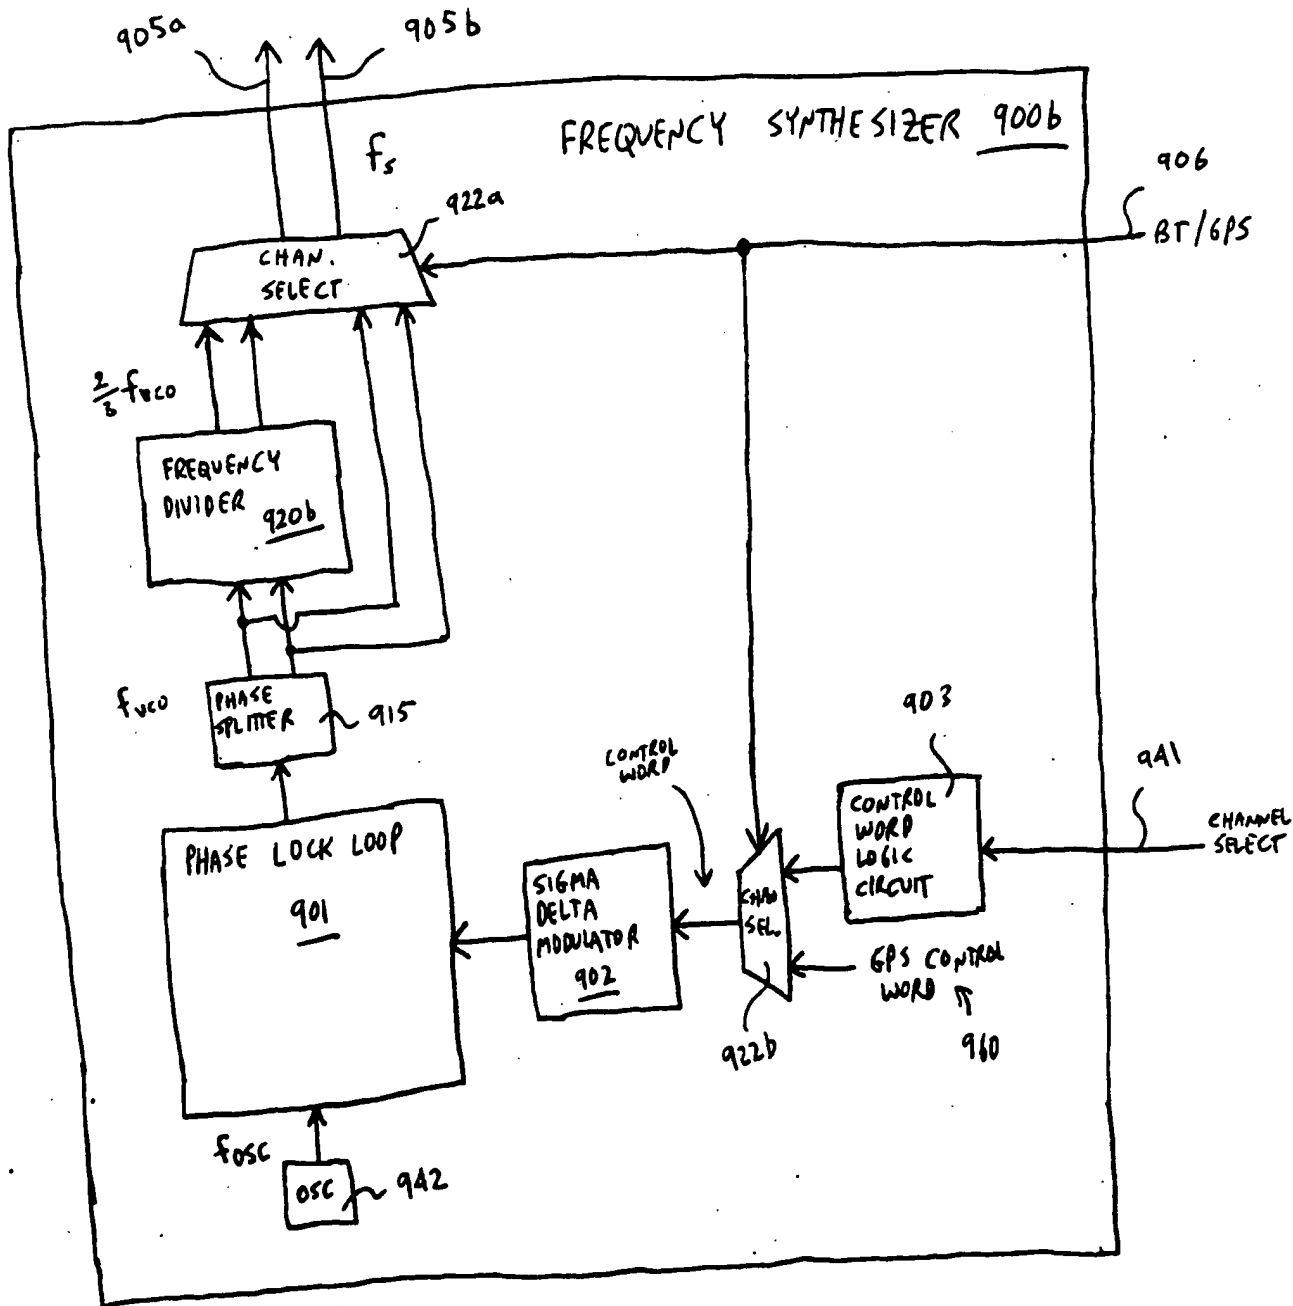 905a
905b
FREQUENCY SYNTHESIZER 900b
fs
906
922a
BT/GPS
CHAN.
SELECT
2/3 fvco
FREQUENCY
DIVIDER
920b
fvco
PHASE
SPLITTER
915
903
CONTROL
WORD
941
CONTROL
WORD
LOGIC
CIRCUIT
CHANNEL
SELECT
PHASE LOCK LOOP
901
SIGMA
DELTA
MODULATOR
902
CHAN
SEL.
GPS CONTROL
WORD
922b
960
fosc
OSC
942